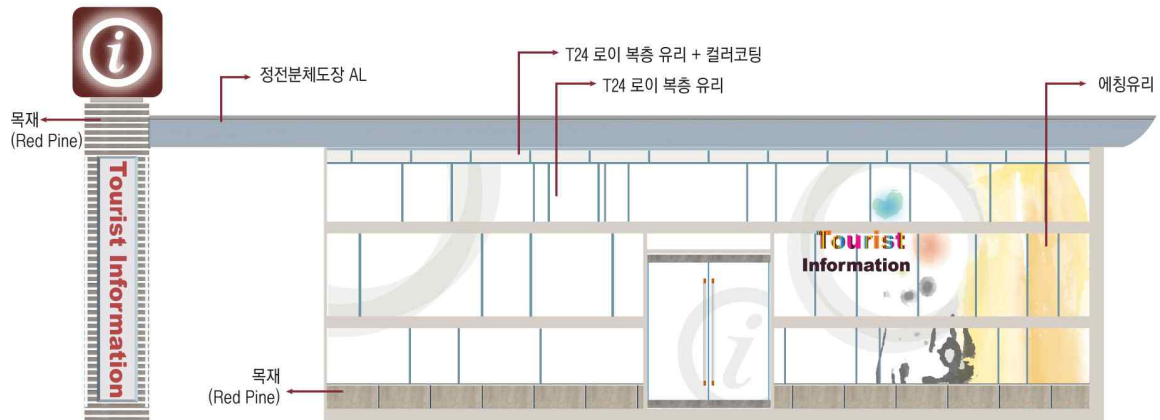 i
T24 로이 복층 유리 + 컬러코팅
정전분체도장 AL
T24 로이 복층 유리
에칭유리
목재
(Red Pine)
Tourist Information
Tourist
Information
i
목재
(Red Pine)